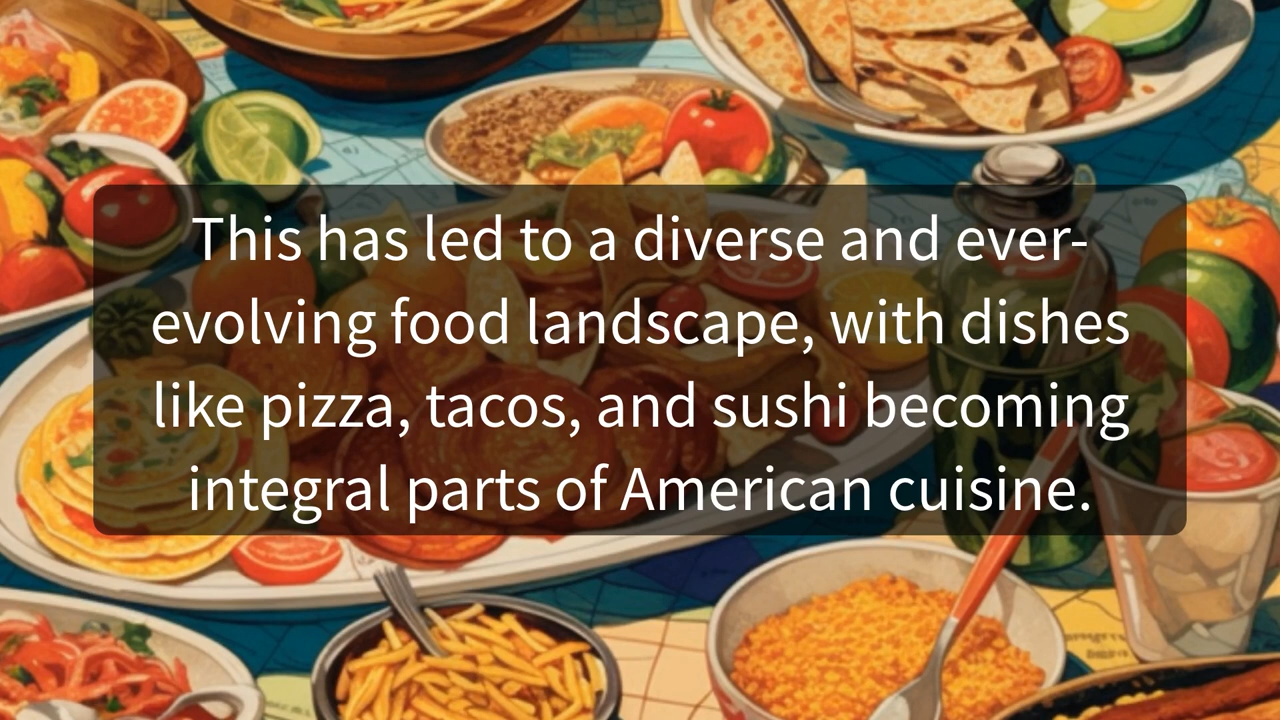 This has led to a diverse and ever-
evolving food landscape, with dishes
like pizza, tacos, and sushi becoming
integral parts of American cuisine.